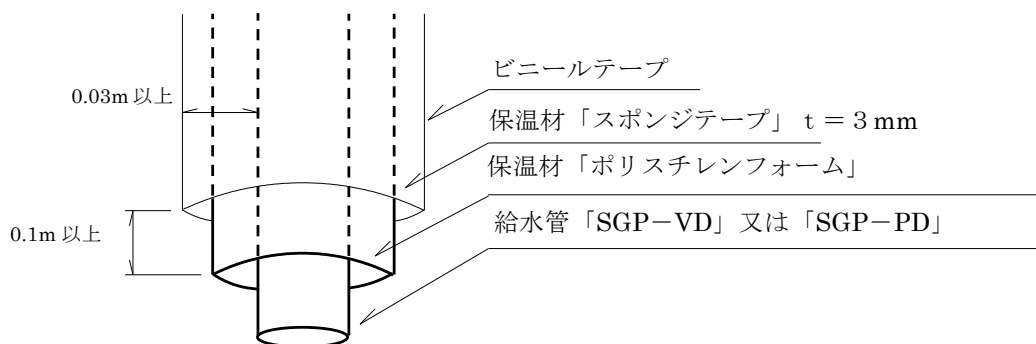 ビニールテープ
0.03m 以上
保温材「スポンジテープ」 t = 3 mm
保温材「ポリスチレンフォーム」
給水管「SGP-VD」又は「SGP-PD」
0.1m 以上